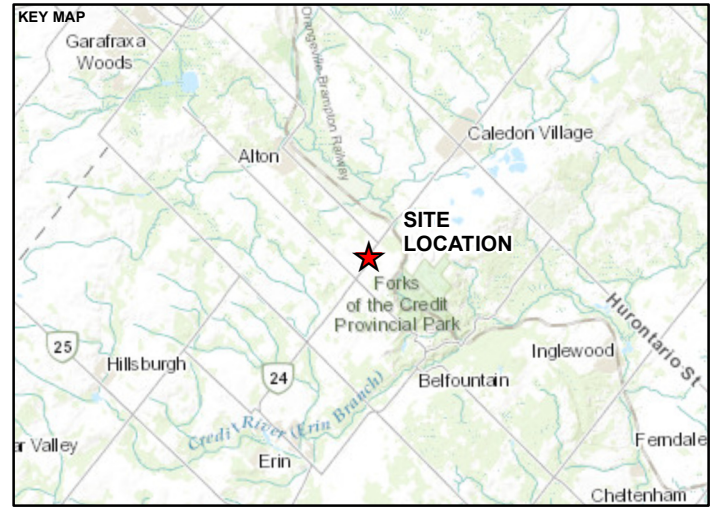 KEY MAP
Garafraxa
Woods
Orangeville-Brampton Railway
Caledon Village
Alton
SITE
LOCATION
Forks
of the Credit
Provincial Park
Hurontario St
25
Hillsburgh
24
Inglewood
Belfountain
Credit River (Erin Branch)
ar Valley
Erin
Ferndale
Cheltenham